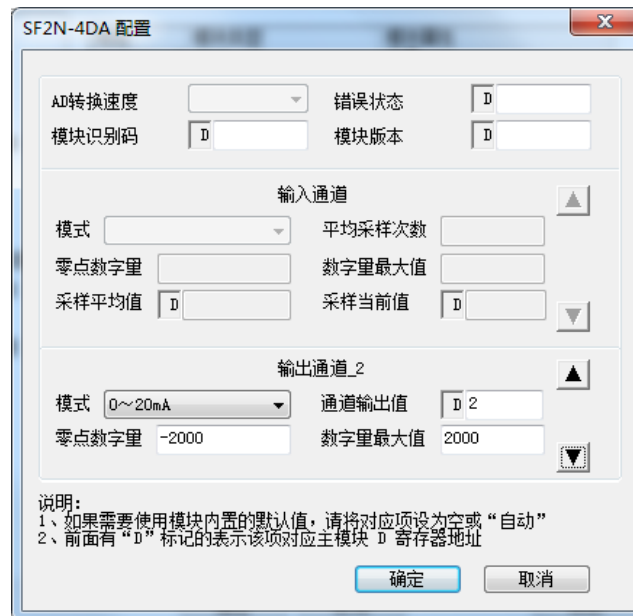 SF2N-4DA 配置
AD转换速度 错误状态 D
模块识别码 D 模块版本 D
输入通道
模式 平均采样次数
零点数字量 数字量最大值
采样平均值 D 采样当前值 D
输出通道_2
模式 0～20mA 通道输出值 D 2
零点数字量 -2000 数字量最大值 2000
说明:
1、如果需要使用模块内置的默认值，请将对应项设为空或“自动”
2、前面有“D”标记的表示该项对应主模块 D 寄存器地址
确定 取消